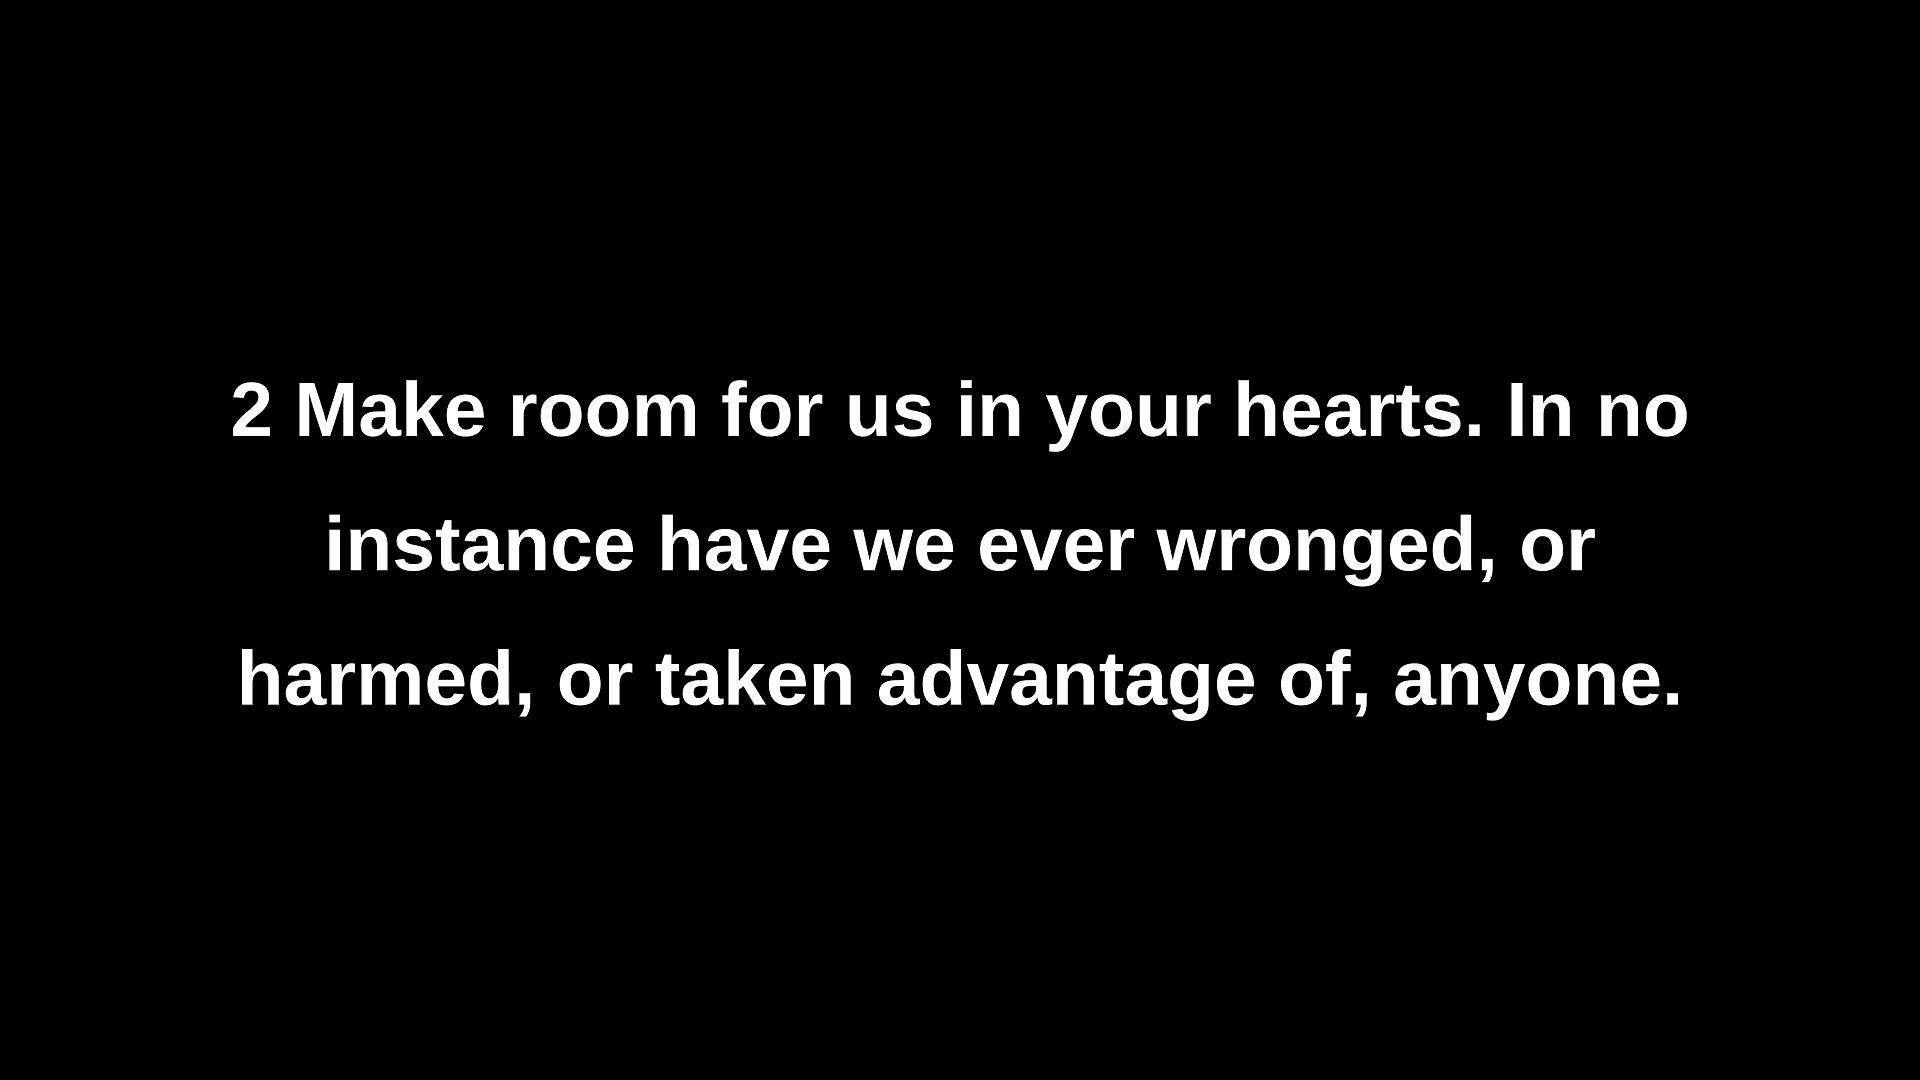 2 Make room for us in your hearts. In no
instance have we ever wronged, or
harmed, or taken advantage of, anyone.